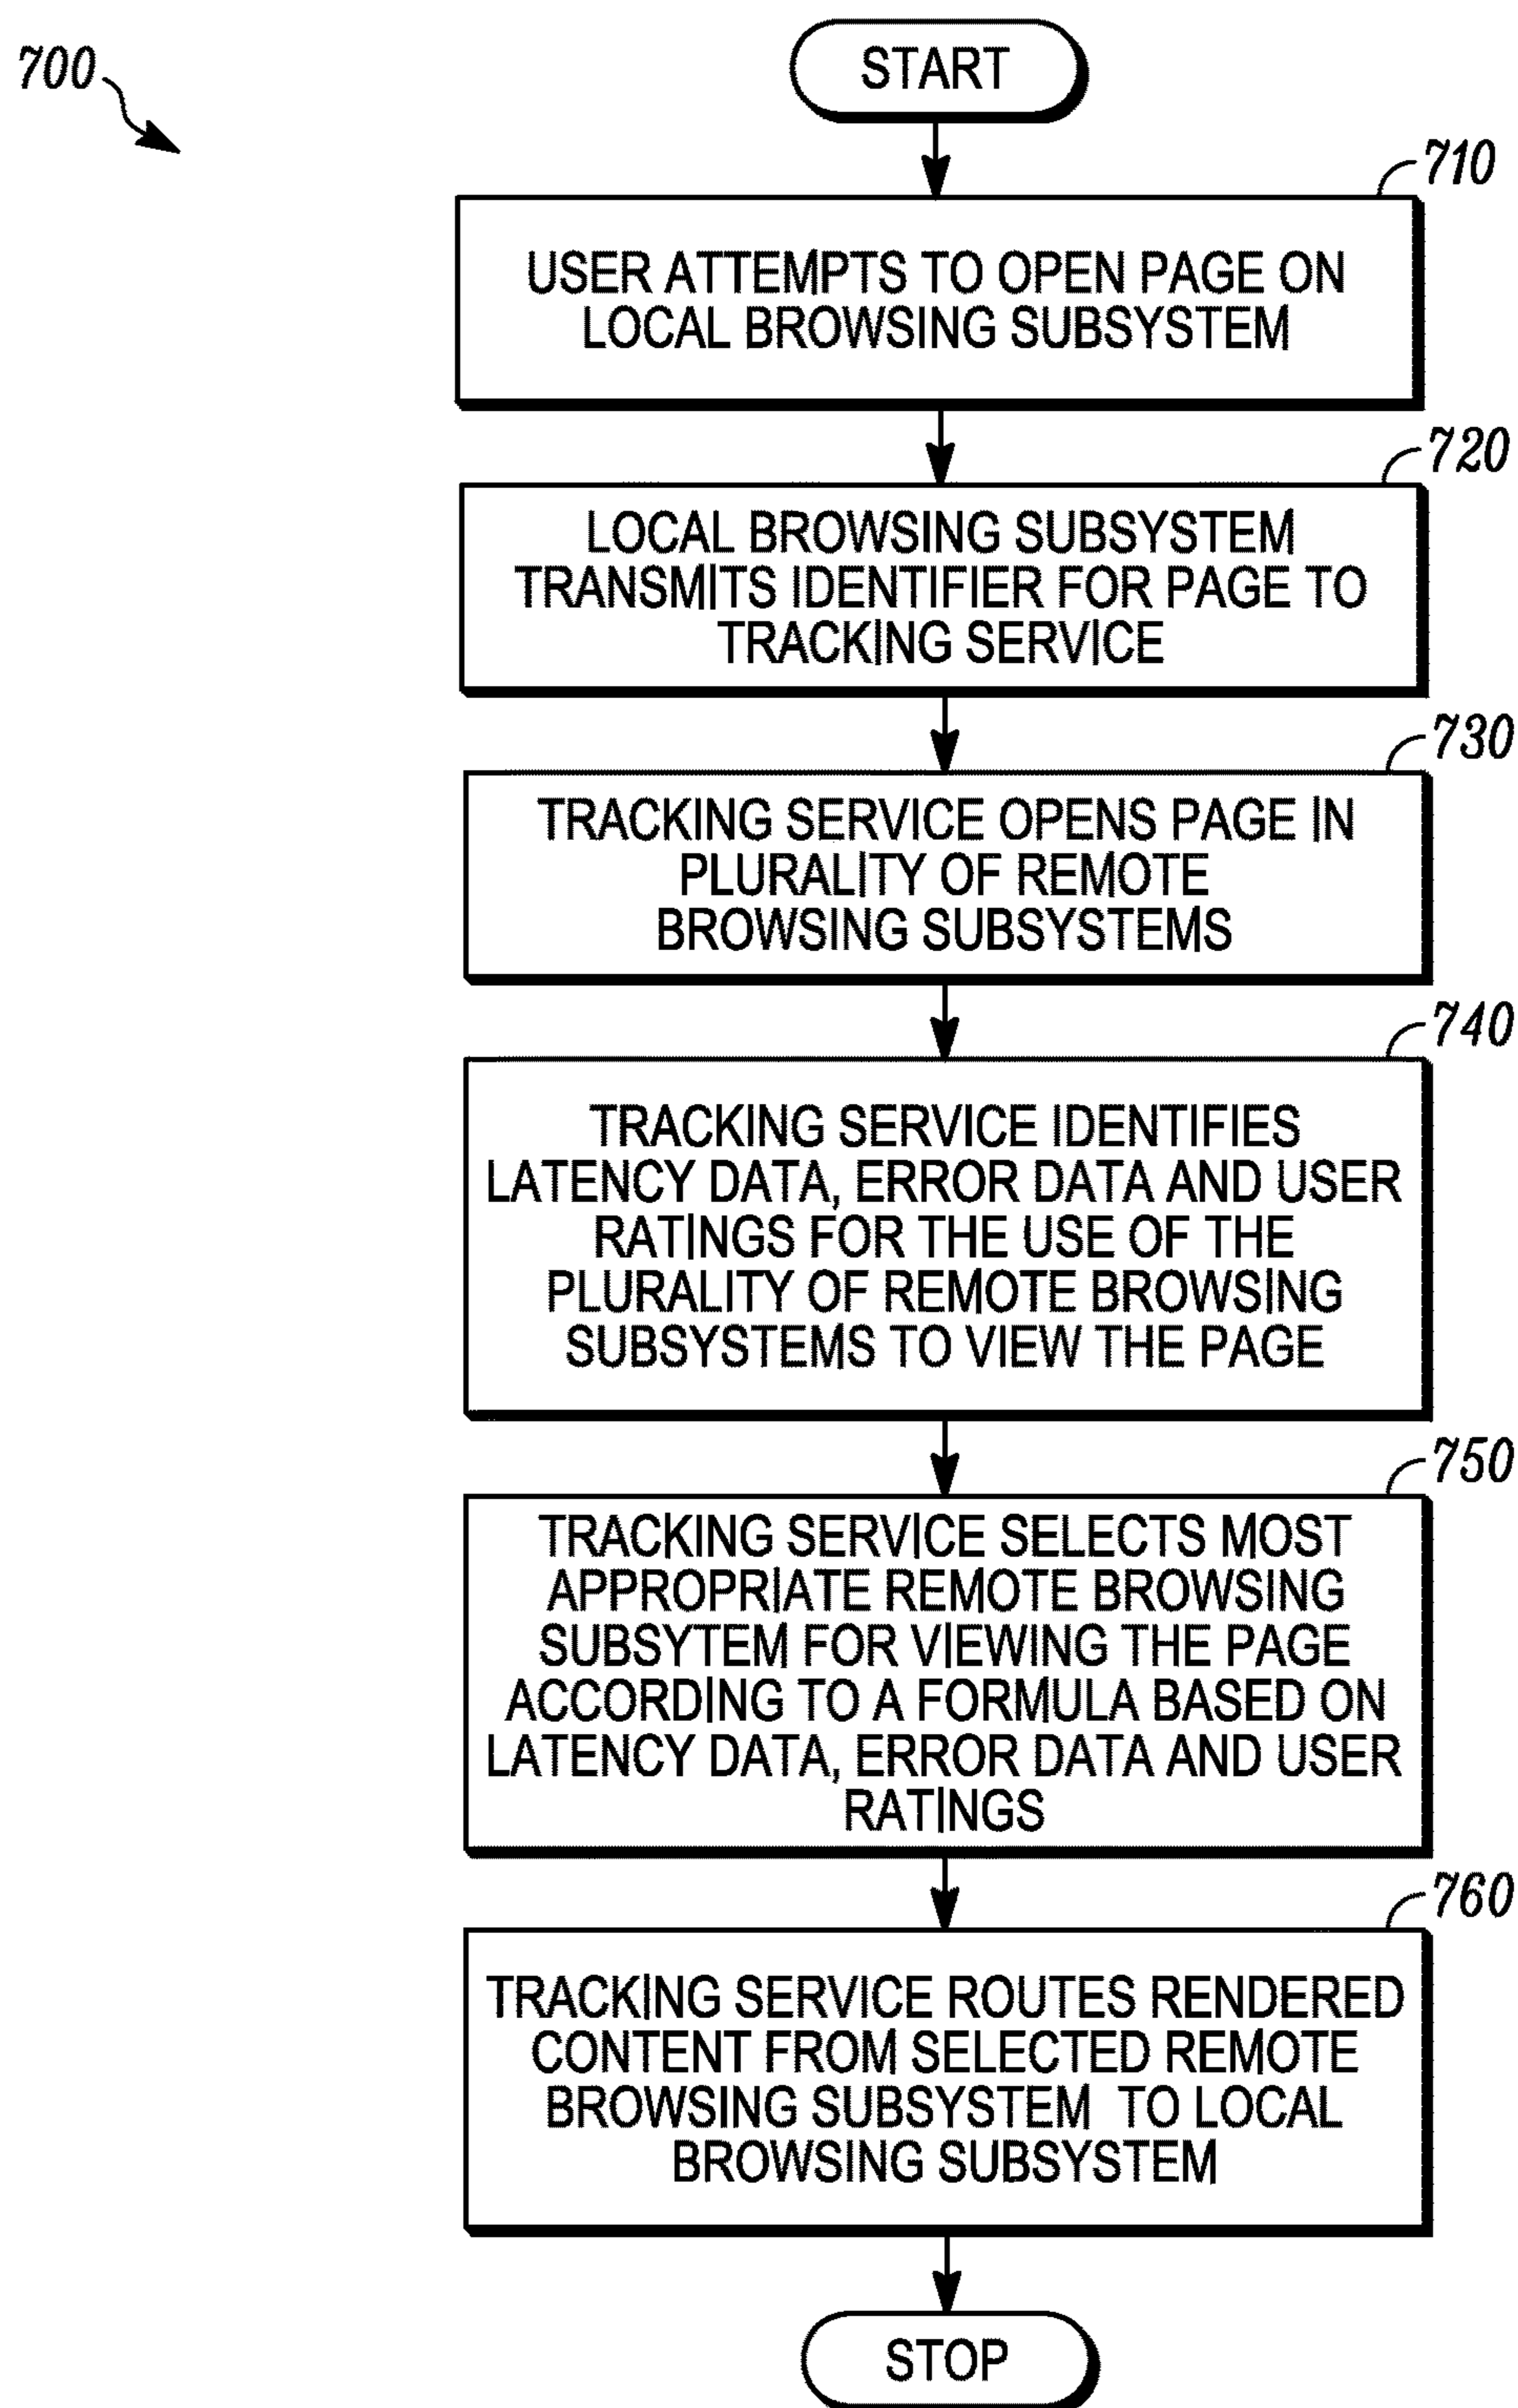 700
START
710
USER ATTEMPTS TO OPEN PAGE ON
LOCAL BROWSING SUBSYSTEM
720
LOCAL BROWSING SUBSYSTEM
TRANSMITS IDENTIFIER FOR PAGE TO
TRACKING SERVICE
730
TRACKING SERVICE OPENS PAGE IN
PLURALITY OF REMOTE
BROWSING SUBSYSTEMS
740
TRACKING SERVICE IDENTIFIES
LATENCY DATA, ERROR DATA AND USER
RATINGS FOR THE USE OF THE
PLURALITY OF REMOTE BROWSING
SUBSYSTEMS TO VIEW THE PAGE
750
TRACKING SERVICE SELECTS MOST
APPROPRIATE REMOTE BROWSING
SUBSYTEM FOR VIEWING THE PAGE
ACCORDING TO A FORMULA BASED ON
LATENCY DATA, ERROR DATA AND USER
RATINGS
760
TRACKING SERVICE ROUTES RENDERED
CONTENT FROM SELECTED REMOTE
BROWSING SUBSYSTEM TO LOCAL
BROWSING SUBSYSTEM
STOP